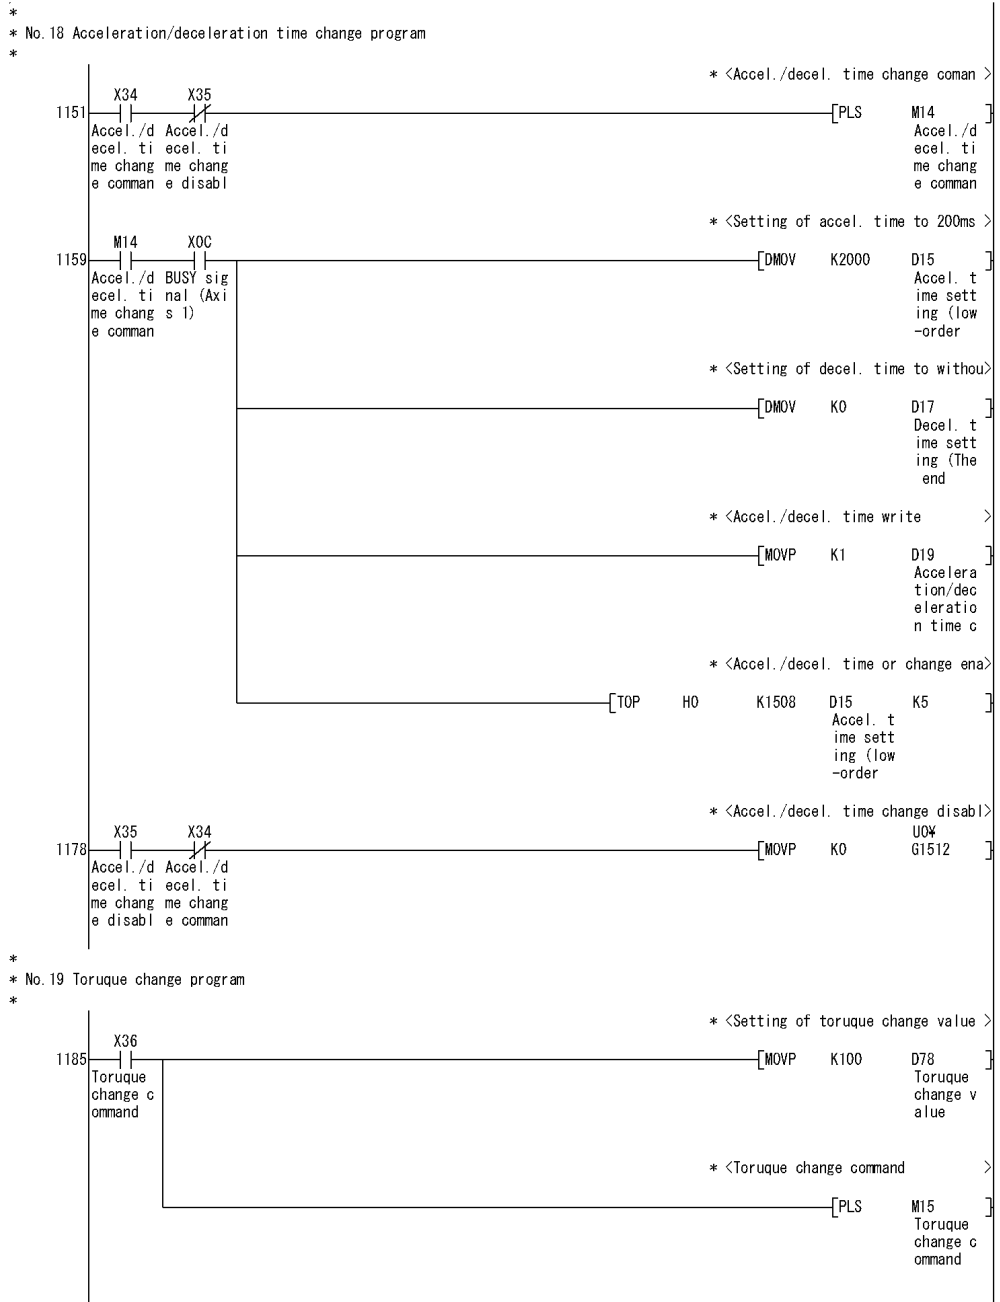 *
* No.18 Acceleration/deceleration time change program
*
* <Accel./decel. time change coman >
X34 X35
1151 [PLS M14 ]
Accel./d Accel./d Accel./d
ecel. ti ecel. ti ecel. ti
me chang me chang me chang
e comman e disabl e comman
* <Setting of accel. time to 200ms >
M14 X0C
1159 [DMOV K2000 D15 ]
Accel./d BUSY sig Accel. t
ecel. ti nal (Axi ime sett
me chang s 1) ing (low
e comman -order
* <Setting of decel. time to withou>
[DMOV K0 D17 ]
Decel. t
ime sett
ing (The
end
* <Accel./decel. time write >
[MOVP K1 D19 ]
Accelera
tion/dec
eleratio
n time c
* <Accel./decel. time or change ena>
[TOP H0 K1508 D15 K5 ]
Accel. t
ime sett
ing (low
-order
* <Accel./decel. time change disabl>
X35 X34 U0¥
1178 [MOVP K0 G1512 ]
Accel./d Accel./d
ecel. ti ecel. ti
me chang me chang
e disabl e comman
*
* No.19 Toruque change program
*
* <Setting of toruque change value >
X36
1185 [MOVP K100 D78 ]
Toruque Toruque
change c change v
ommand alue
* <Toruque change command >
[PLS M15 ]
Toruque
change c
ommand